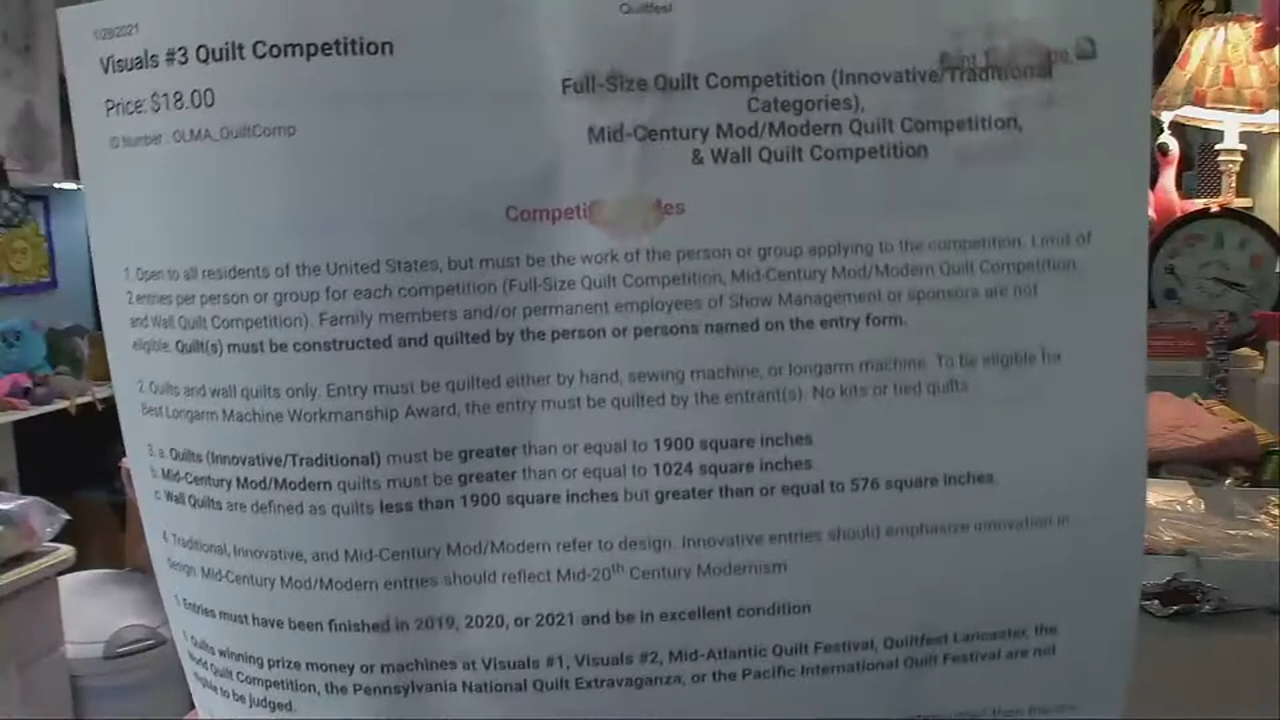 1/28/2021
Quiltfest
Visuals #3 Quilt Competition
Price: $18.00
ID Number : OLMA_QuiltComp
Full-Size Quilt Competition (Innovative/Traditional
Categories),
Mid-Century Mod/Modern Quilt Competition,
& Wall Quilt Competition
1. Open to all residents of the United States, but must be the work of the person or group applying to the competition. Limit of
2 entries per person or group for each competition (Full-Size Quilt Competition, Mid-Century Mod/Modern Quilt Competition
and Wall Quilt Competition). Family members and/or permanent employees of Show Management or sponsors are not
eligible. Quilt(s) must be constructed and quilted by the person or persons named on the entry form.
2. Quilts and wall quilts only. Entry must be quilted either by hand, sewing machine, or longarm machine. To be eligible for
Best Longarm Machine Workmanship Award, the entry must be quilted by the entrant(s). No kits or tied quilts
3. a. Quilts (Innovative/Traditional) must be greater than or equal to 1900 square inches
b. Mid-Century Mod/Modern quilts must be greater than or equal to 1024 square inches
c. Wall Quilts are defined as quilts less than 1900 square inches but greater than or equal to 576 square inches.
4. Traditional, Innovative, and Mid-Century Mod/Modern refer to design. Innovative entries should emphasize innovation in
design. Mid-Century Mod/Modern entries should reflect Mid-20th Century Modernism
5. Entries must have been finished in 2019, 2020, or 2021 and be in excellent condition
6. Quilts winning prize money or machines at Visuals #1, Visuals #2, Mid-Atlantic Quilt Festival, Quiltfest Lancaster, the
World Quilt Competition, the Pennsylvania National Quilt Extravaganza, or the Pacific International Quilt Festival are not
eligible to be judged.